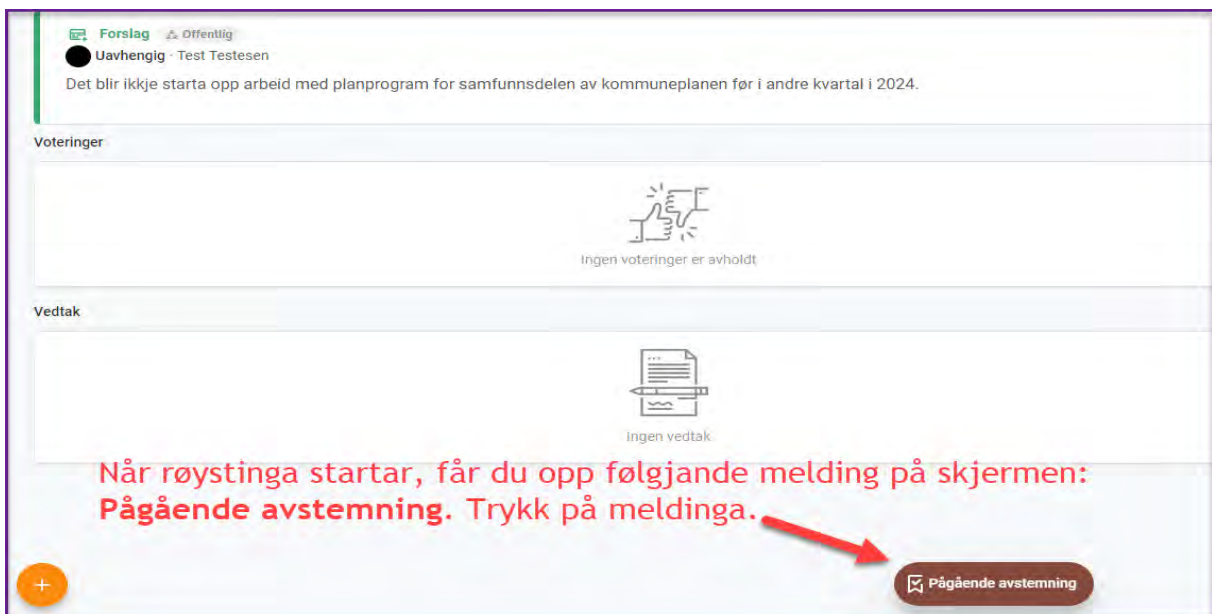 Forslag Offentlig
Uavhengig · Test Testesen
Det blir ikkje starta opp arbeid med planprogram for samfunnsdelen av kommuneplanen før i andre kvartal i 2024.
Voteringer
Ingen voteringer er avholdt
Vedtak
Ingen vedtak
Når røystinga startar, får du opp følgjande melding på skjermen:
Pågående avstemning. Trykk på meldinga.
Pågående avstemning